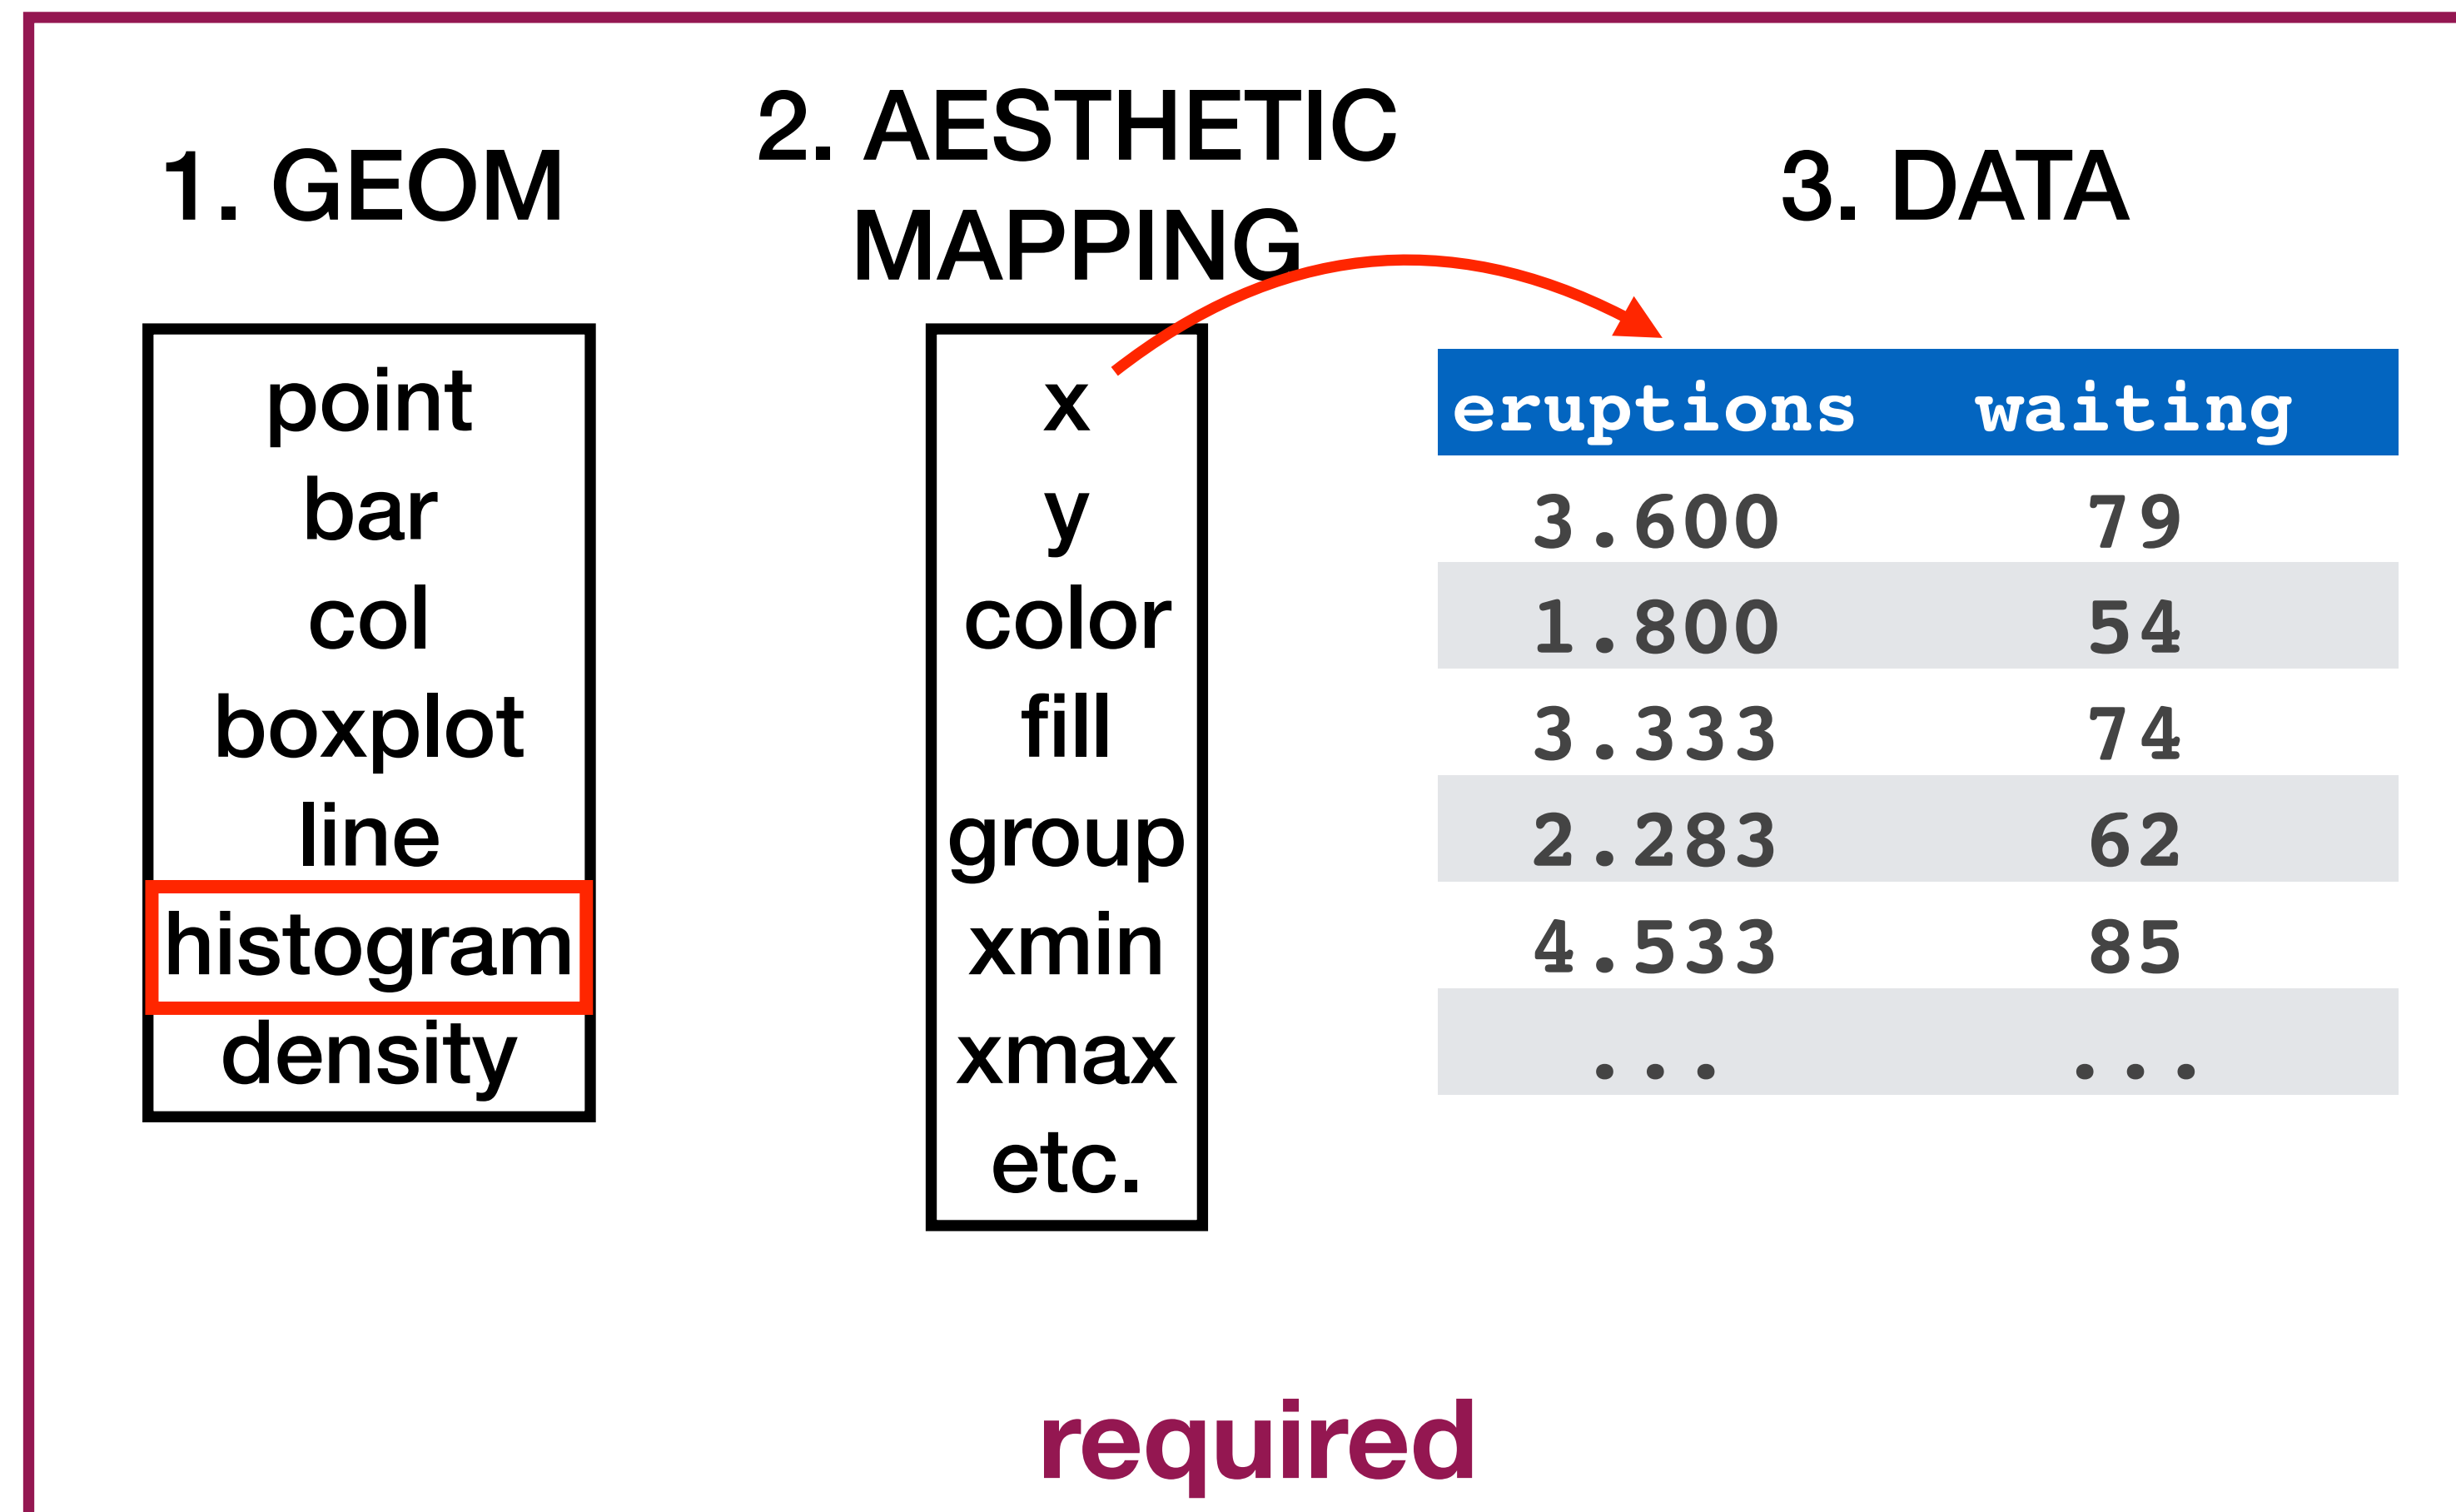 1. GEOM
2. AESTHETIC
MAPPING
3. DATA
point
bar
col
boxplot
line
histogram
density
x
y
color
fill
group
xmin
xmax
etc.
eruptions waiting
3.600 79
1.800 54
3.333 74
2.283 62
4.533 85
... ...
required